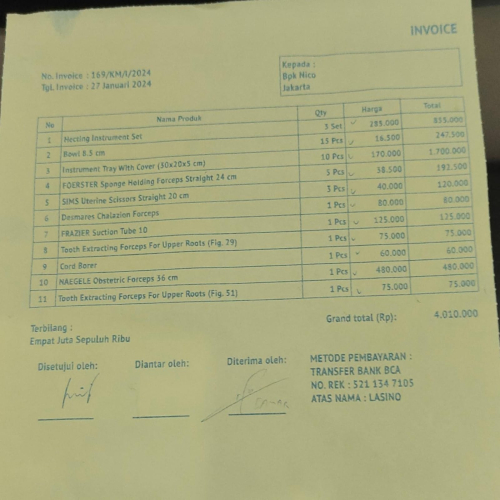 INVOICE
No. Invoice : 169/KM/I/2024
Tgl. Invoice : 27 Januari 2024
Kepada :
Bpk Nico
Jakarta
No Nama Produk Qty Harga Total
1 Hecting Instrument Set 3 Set 285.000 855.000
2 Bowl 8.5 cm 15 Pcs 16.500 247.500
3 Instrument Tray With Cover (30x20x5 cm) 10 Pcs 170.000 1.700.000
4 FOERSTER Sponge Holding Forceps Straight 24 cm 5 Pcs 38.500 192.500
5 SIMS Uterine Scissors Straight 20 cm 3 Pcs 40.000 120.000
6 Desmares Chalazion Forceps 1 Pcs 80.000 80.000
7 FRAZIER Suction Tube 10 1 Pcs 125.000 125.000
8 Tooth Extracting Forceps For Upper Roots (Fig. 29) 1 Pcs 75.000 75.000
9 Cord Borer 1 Pcs 60.000 60.000
10 NAEGELE Obstetric Forceps 36 cm 1 Pcs 480.000 480.000
11 Tooth Extracting Forceps For Upper Roots (Fig. 51) 1 Pcs 75.000 75.000
Grand total (Rp): 4.010.000
Terbilang :
Empat Juta Sepuluh Ribu
Disetujui oleh: Diantar oleh: Diterima oleh:
METODE PEMBAYARAN :
TRANSFER BANK BCA
NO. REK : 521 134 7105
ATAS NAMA : LASINO